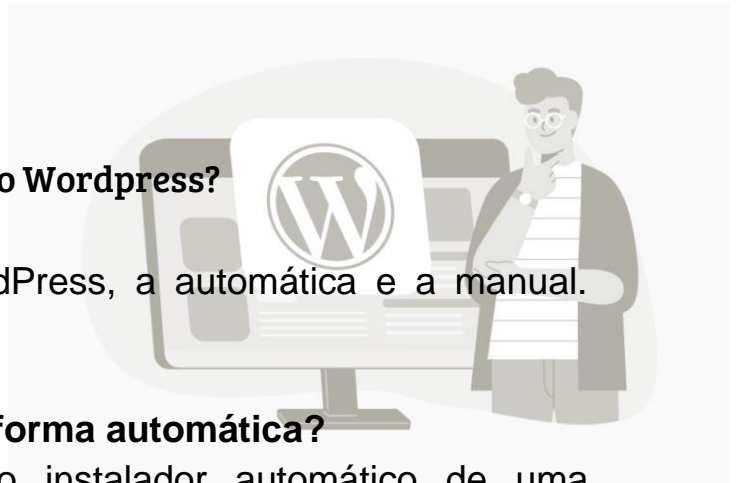 o Wordpress?
dPress, a automática e a manual.
forma automática?
o instalador automático de uma